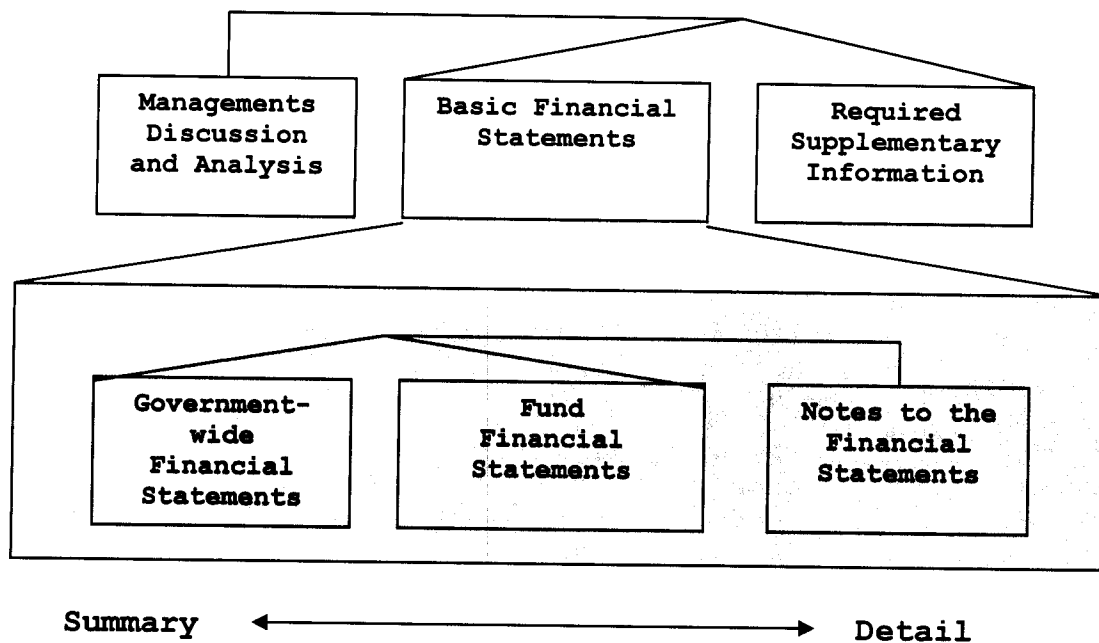 Managements
Discussion
and Analysis
Basic Financial
Statements
Required
Supplementary
Information
Government-
wide
Financial
Statements
Fund
Financial
Statements
Notes to the
Financial
Statements
Summary
Detail